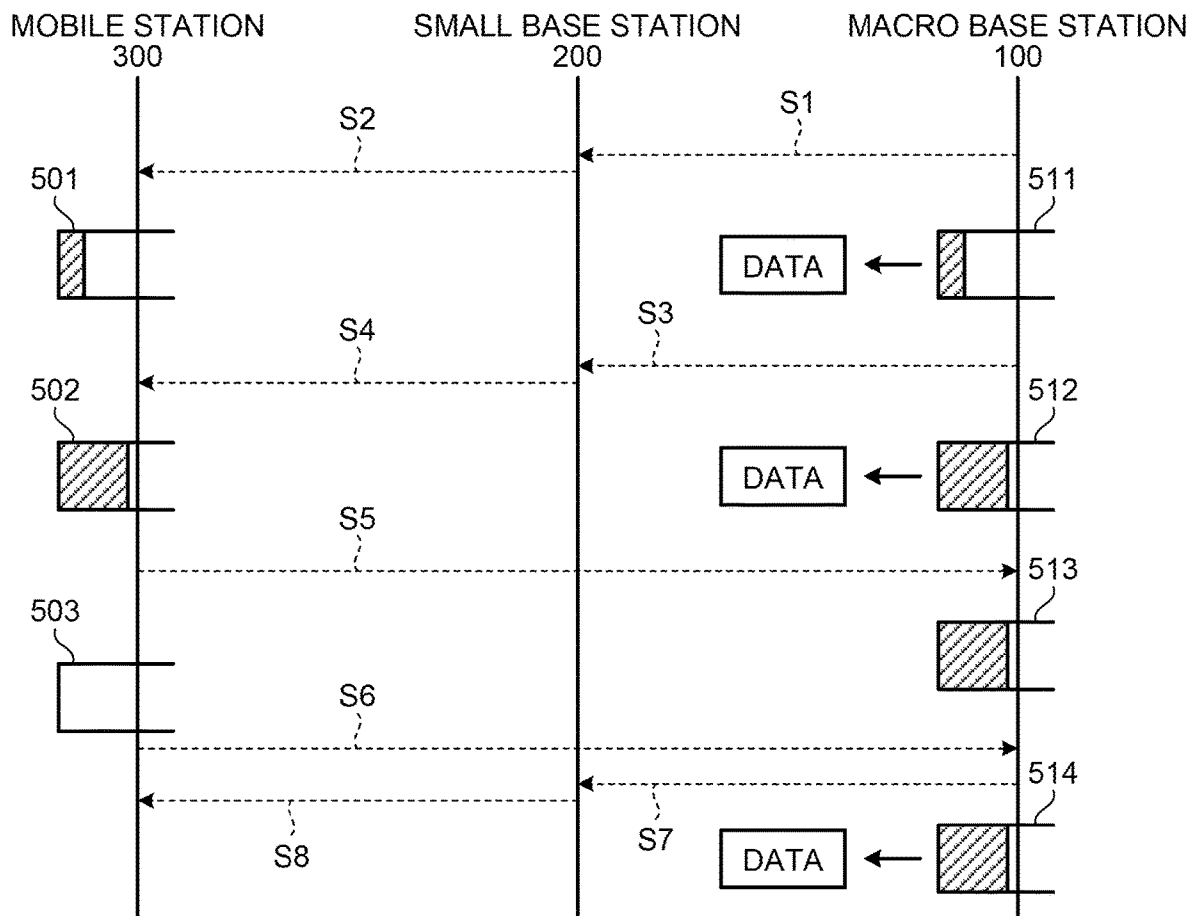 MOBILE STATION SMALL BASE STATION MACRO BASE STATION
300 200 100
S1
S2
501 511
DATA
S3
S4
502 512
DATA
S5
513
503
S6
514
S7
S8
DATA